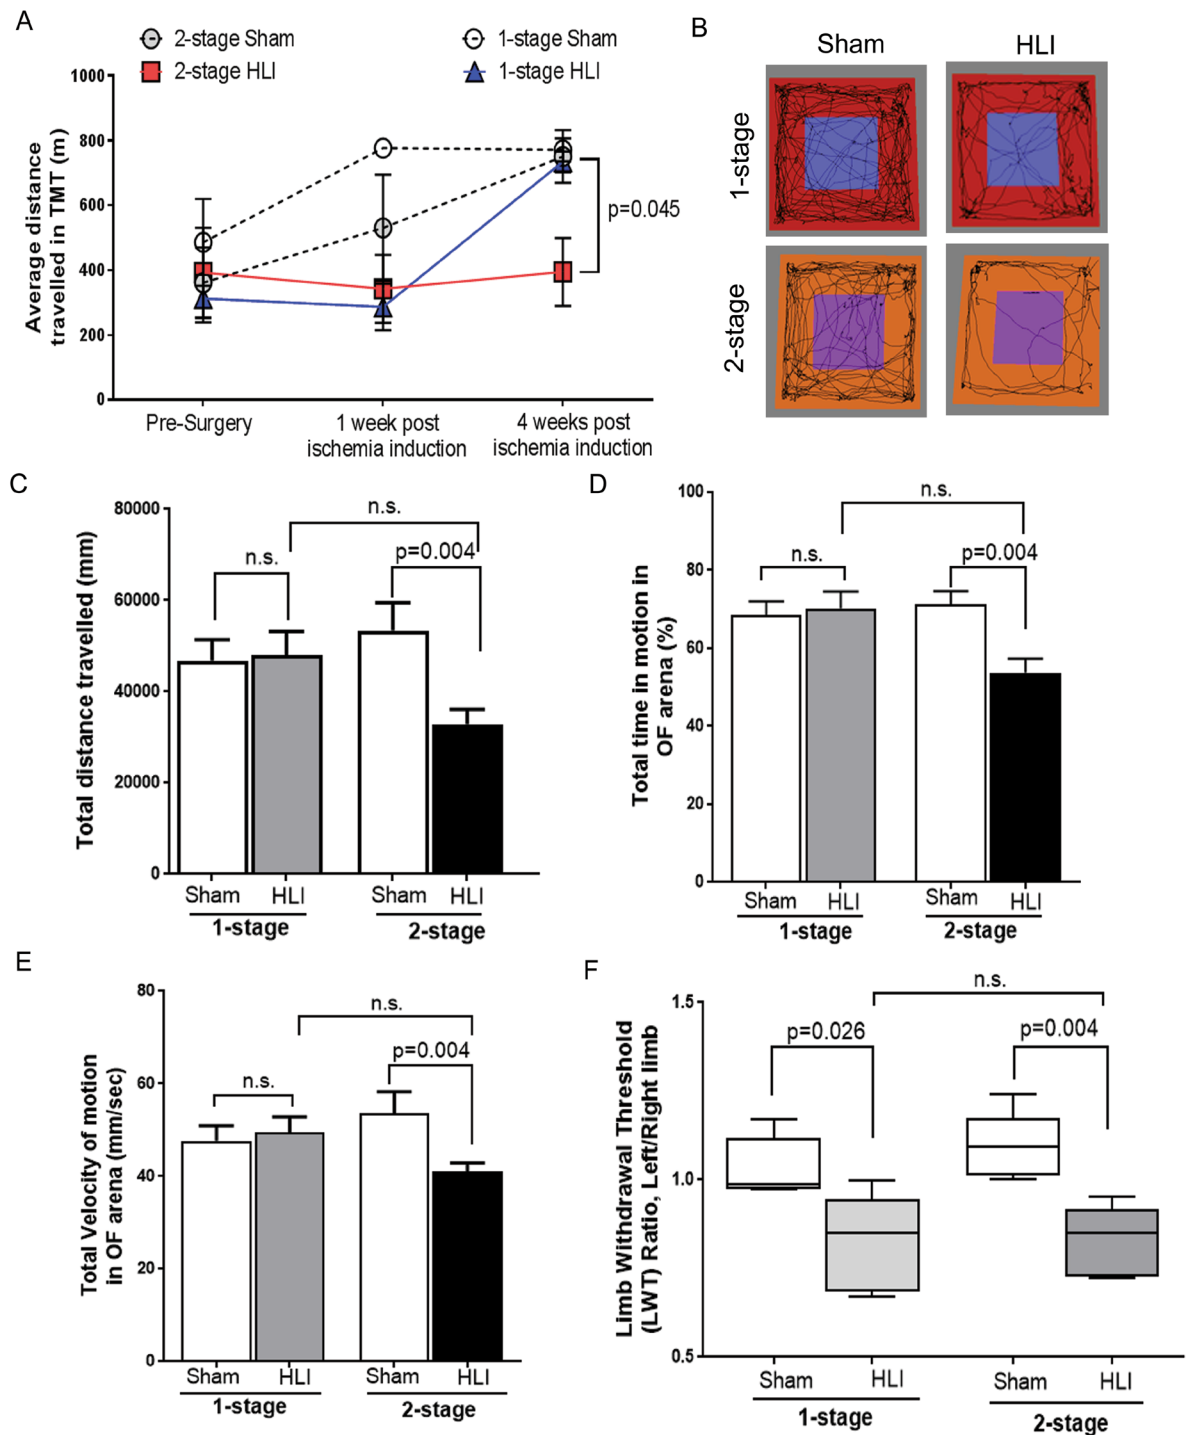 A
2-stage Sham
1-stage Sham
2-stage HLI
1-stage HLI
Average distance
travelled in TMT (m)
1000
800
600
400
200
0
p=0.045
Pre-Surgery
1 week post
ischemia induction
4 weeks post
ischemia induction
B
Sham
HLI
1-stage
2-stage
C
Total distance travelled (mm)
80000
60000
40000
20000
0
n.s.
n.s.
p=0.004
Sham
HLI
Sham
HLI
1-stage
2-stage
D
Total time in motion in
OF arena (%)
100
80
60
40
20
0
n.s.
n.s.
p=0.004
Sham
HLI
Sham
HLI
1-stage
2-stage
E
Total Velocity of motion
in OF arena (mm/sec)
80
60
40
20
0
n.s.
n.s.
p=0.004
Sham
HLI
Sham
HLI
1-stage
2-stage
F
Limb Withdrawal Threshold
(LWT) Ratio, Left/Right limb
1.5
1.0
0.5
n.s.
p=0.026
p=0.004
Sham
HLI
Sham
HLI
1-stage
2-stage